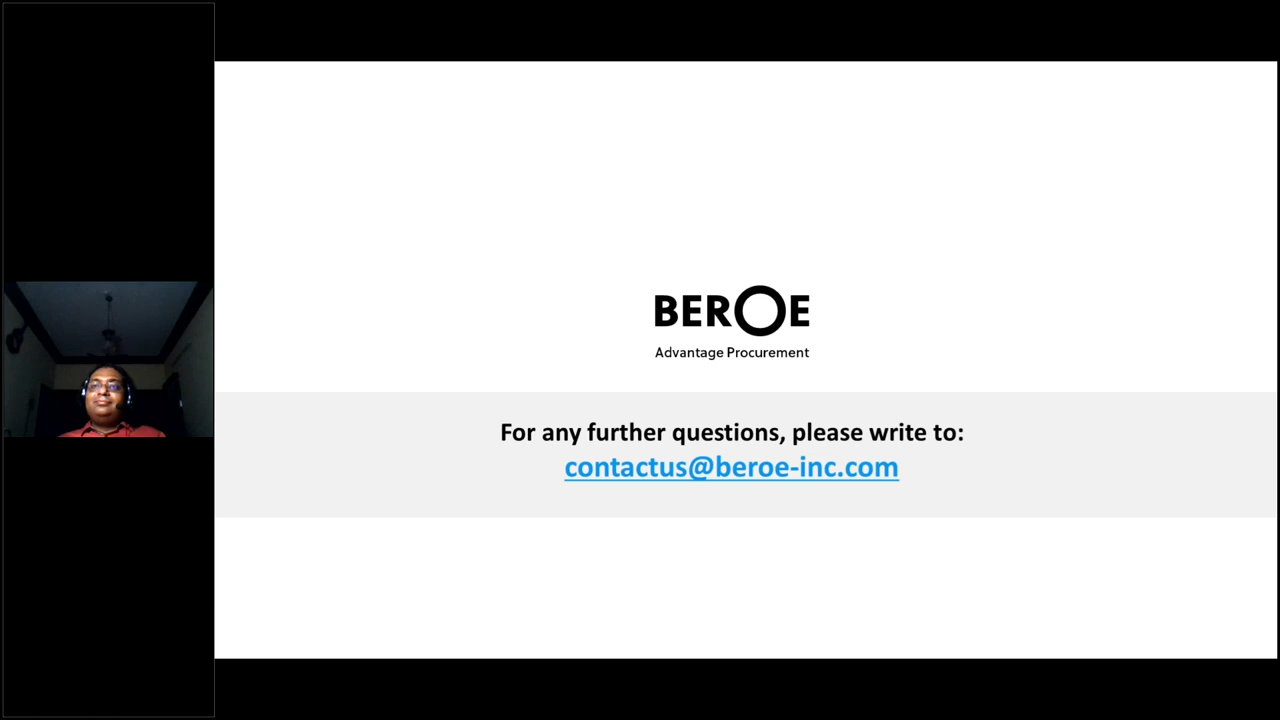 BEROE
Advantage Procurement
For any further questions, please write to:
contactus@beroe-inc.com